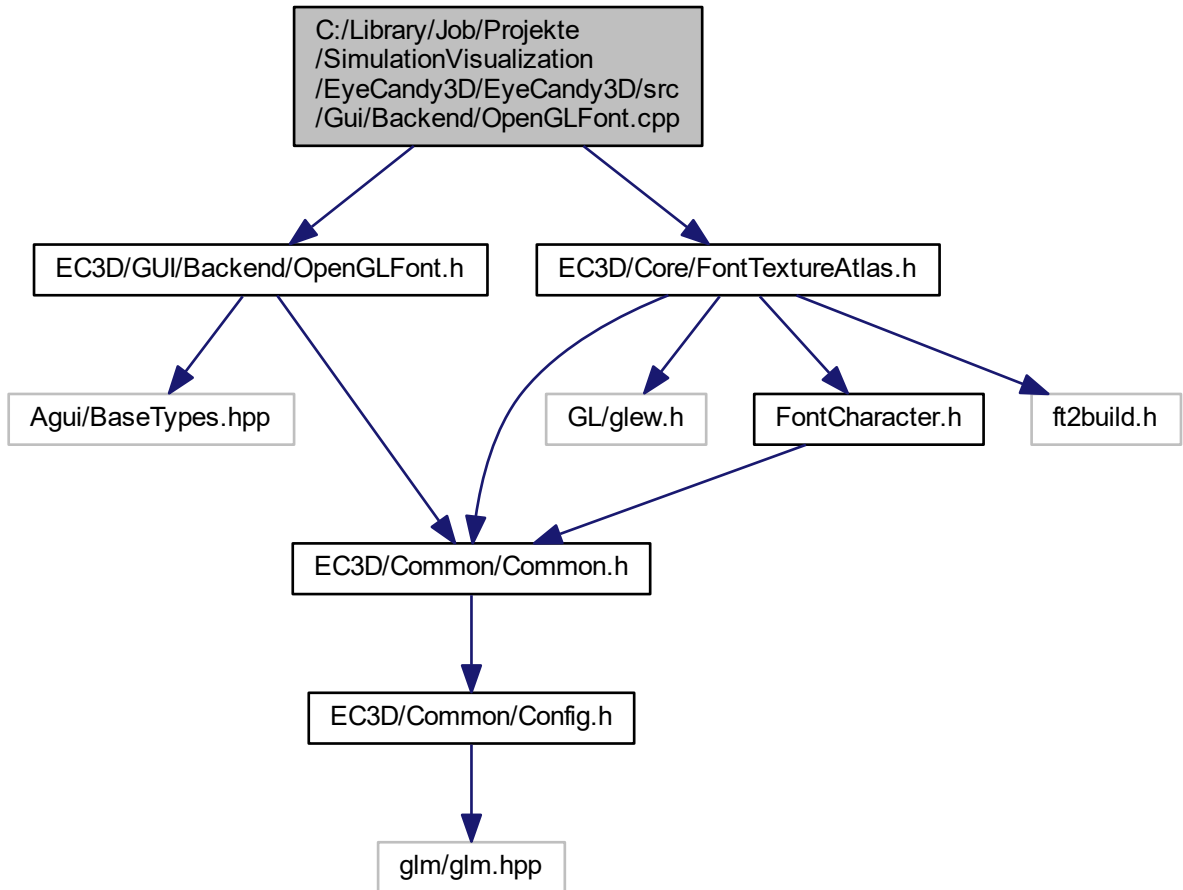 C:/Library/Job/Projekte
/SimulationVisualization
/EyeCandy3D/EyeCandy3D/src
/Gui/Backend/OpenGLFont.cpp
EC3D/GUI/Backend/OpenGLFont.h
EC3D/Core/FontTextureAtlas.h
Agui/BaseTypes.hpp
GL/glew.h
FontCharacter.h
ft2build.h
EC3D/Common/Common.h
EC3D/Common/Config.h
glm/glm.hpp